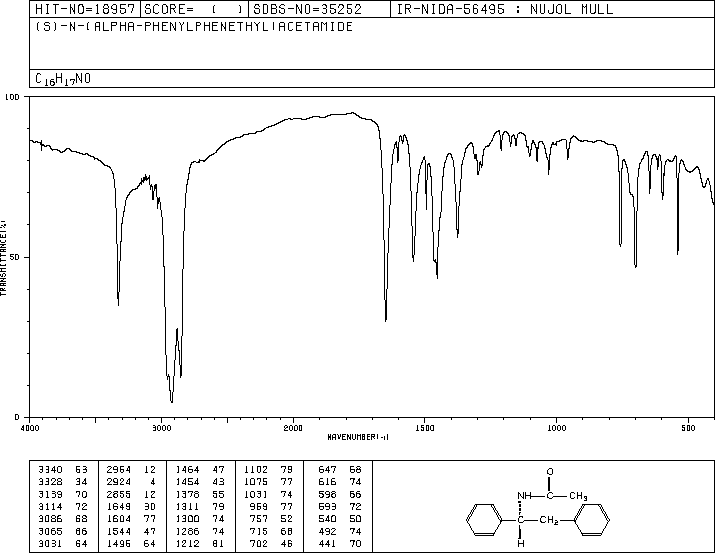 HIT-NO=18957 SCORE= ( ) SDBS-NO=35252 IR-NIDA-56495 : NUJOL MULL
(S)-N-(ALPHA-PHENYLPHENETHYL)ACETAMIDE
C16H17NO
100
50
0
TRANSMITTANCE(%)
4000 3000 2000 1500 1000 500
WAVENUMBER(-1)
3340 63 2954 12 1464 47 1102 79 647 68
3328 34 2924 4 1454 43 1075 77 616 74
3139 70 2855 12 1378 55 1031 74 598 66
3114 72 1649 30 1311 79 959 77 593 72
3086 68 1604 77 1300 74 757 52 540 50
3065 66 1544 47 1286 74 715 68 492 74
3031 64 1496 64 1212 81 702 46 441 70
O
NH C CH3
C CH2
H